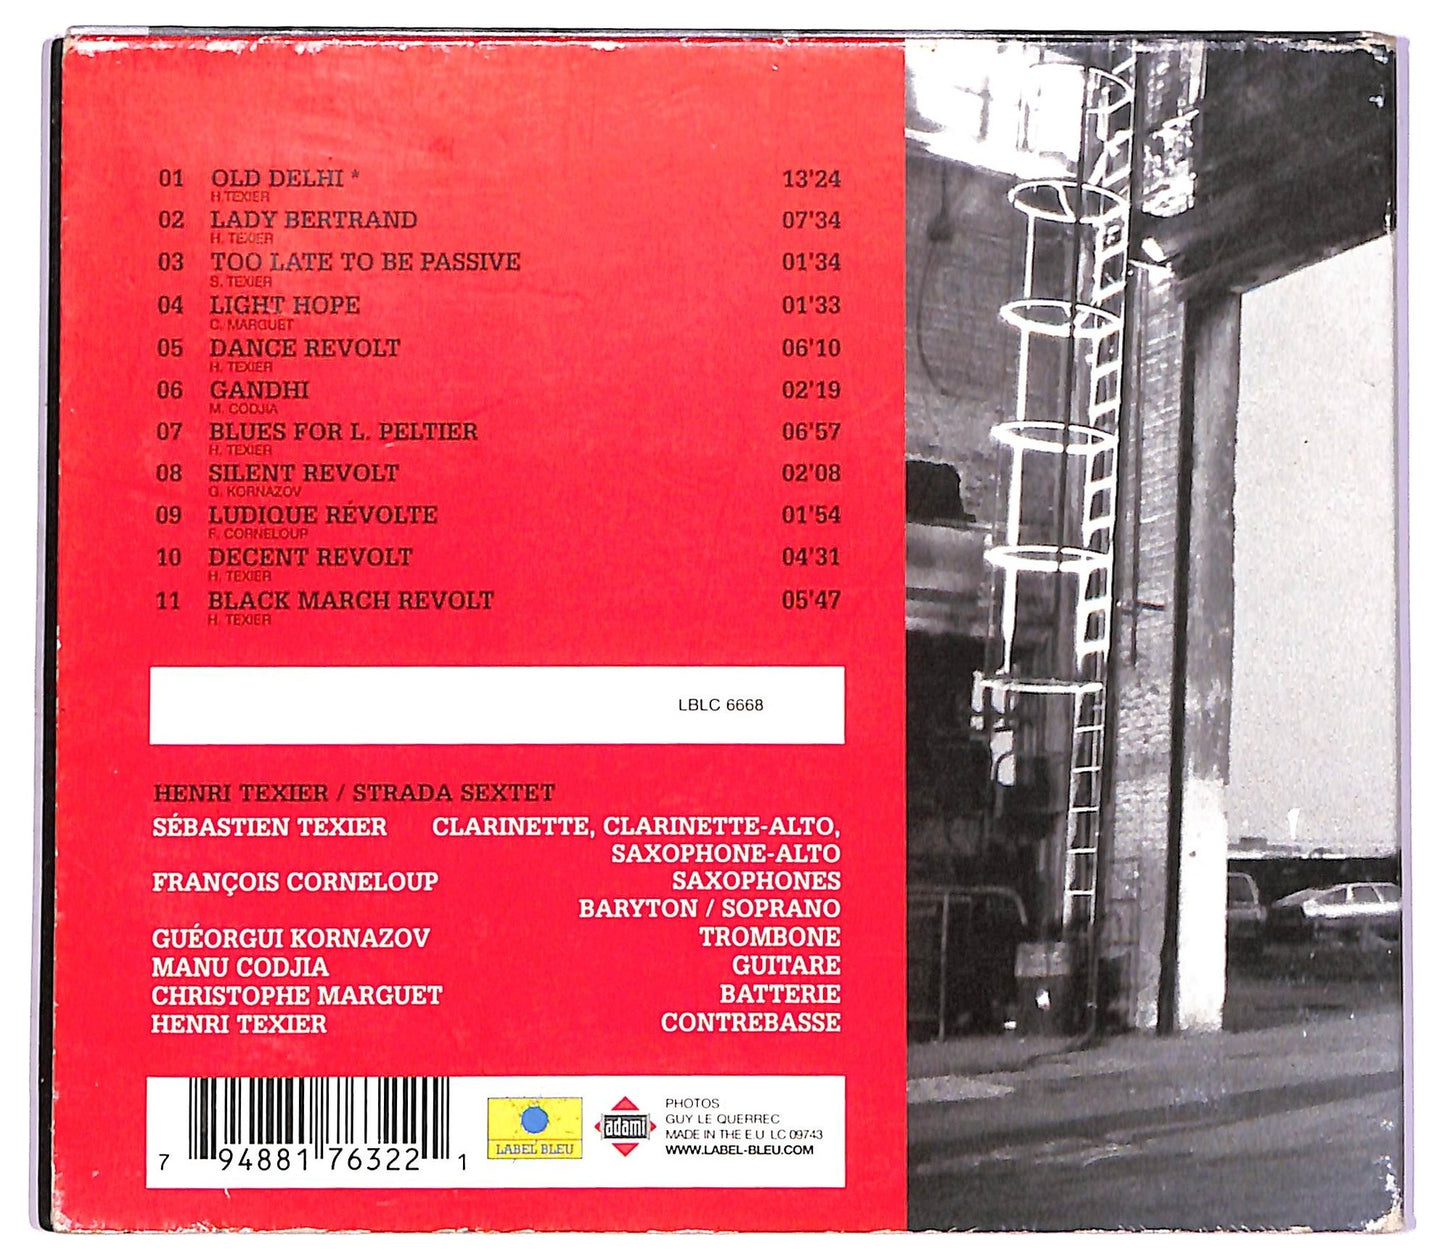 01 OLD DELHI * 13'24
H.TEXIER
02 LADY BERTRAND 07'34
H. TEXIER
03 TOO LATE TO BE PASSIVE 01'34
S. TEXIER
04 LIGHT HOPE 01'33
C. MARGUET
05 DANCE REVOLT 06'10
H. TEXIER
06 GANDHI 02'19
M. CODJIA
07 BLUES FOR L. PELTIER 06'57
H. TEXIER
08 SILENT REVOLT 02'08
G. KORNAZOV
09 LUDIQUE RÉVOLTE 01'54
F. CORNELOUP
10 DECENT REVOLT 04'31
H. TEXIER
11 BLACK MARCH REVOLT 05'47
H. TEXIER
LBLC 6668
HENRI TEXIER / STRADA SEXTET
SÉBASTIEN TEXIER CLARINETTE, CLARINETTE-ALTO,
SAXOPHONE-ALTO
FRANÇOIS CORNELOUP SAXOPHONES
BARYTON / SOPRANO
GUÉORGUI KORNAZOV TROMBONE
MANU CODJIA GUITARE
CHRISTOPHE MARGUET BATTERIE
HENRI TEXIER CONTREBASSE
7 94881 76322 1
LABEL BLEU
adami
PHOTOS
GUY LE QUERREC
MADE IN THE E.U LC 09743
WWW.LABEL-BLEU.COM